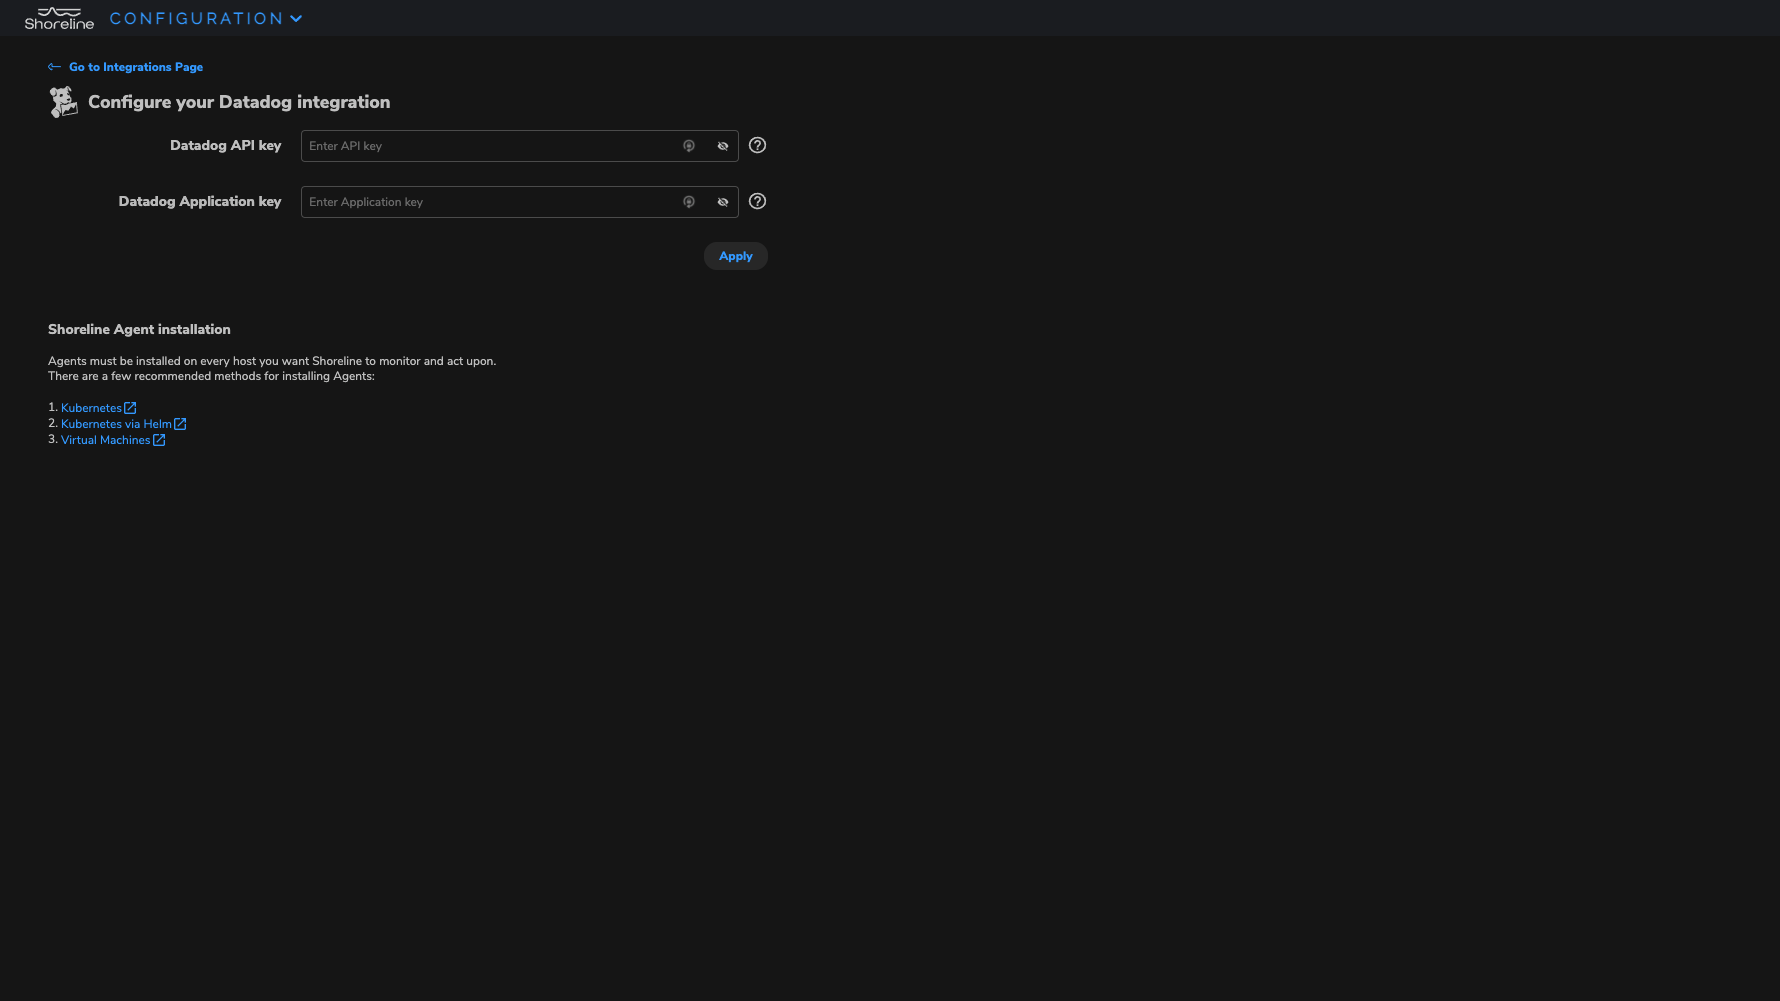 Shoreline CONFIGURATION
Go to Integrations Page
Configure your Datadog integration
Datadog API key Enter API key
Datadog Application key Enter Application key
Apply
Shoreline Agent installation
Agents must be installed on every host you want Shoreline to monitor and act upon.
There are a few recommended methods for installing Agents:
1. Kubernetes
2. Kubernetes via Helm
3. Virtual Machines